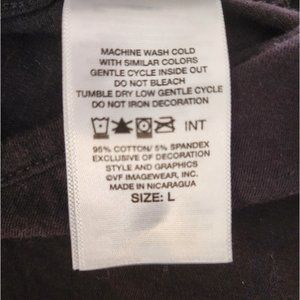 MACHINE WASH COLD
WITH SIMILAR COLORS
GENTLE CYCLE INSIDE OUT
DO NOT BLEACH
TUMBLE DRY LOW GENTLE CYCLE
DO NOT IRON DECORATION
INT
95% COTTON/ 5% SPANDEX
EXCLUSIVE OF DECORATION
STYLE AND GRAPHICS
©VF IMAGEWEAR, INC.
MADE IN NICARAGUA
SIZE: L